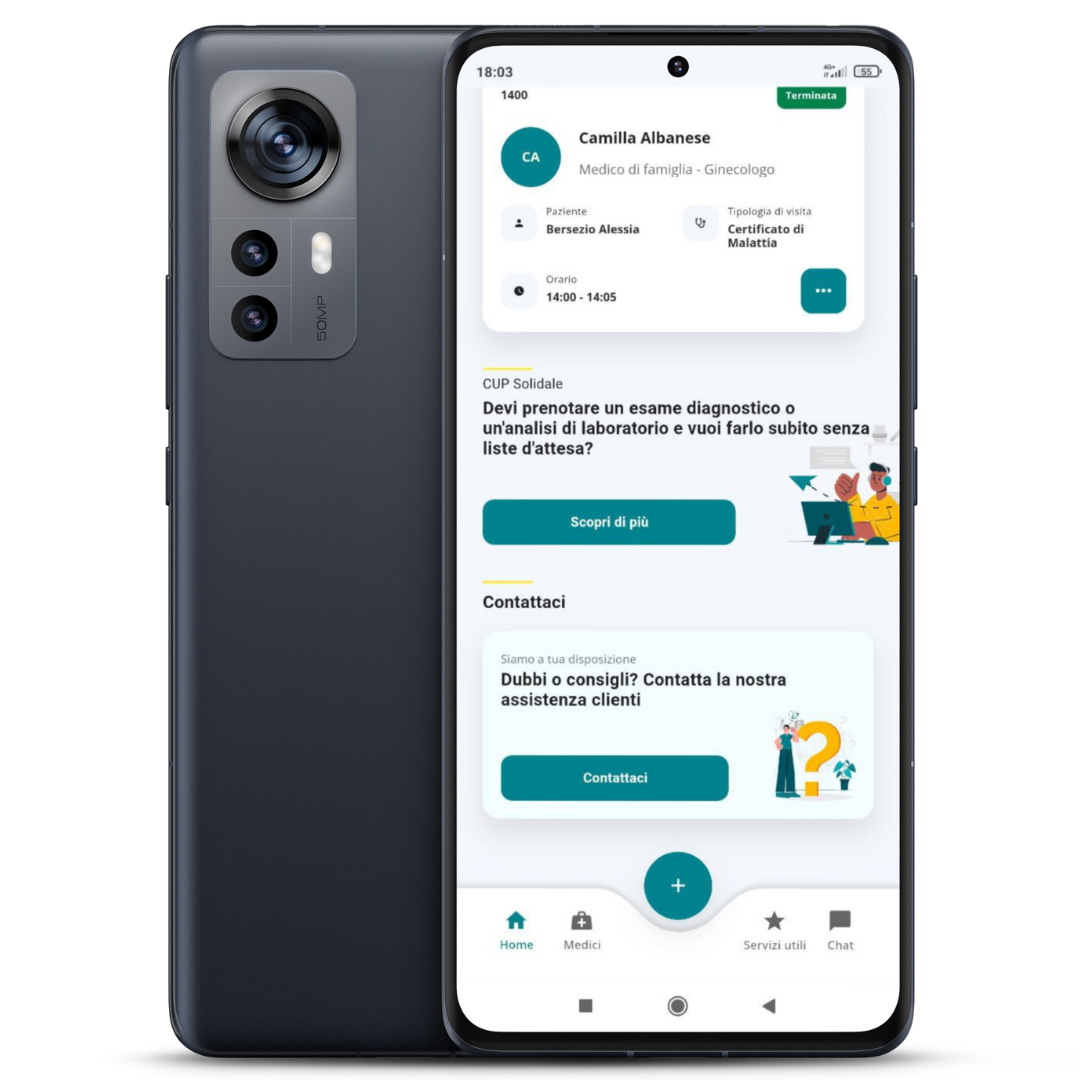 50MP
18:03
4G+
55
1400
Terminata
CA
Camilla Albanese
Medico di famiglia - Ginecologo
Paziente
Bersezio Alessia
Tipologia di visita
Certificato di
Malattia
Orario
14:00 - 14:05
CUP Solidale
Devi prenotare un esame diagnostico o
un'analisi di laboratorio e vuoi farlo subito senza
liste d'attesa?
Scopri di più
Contattaci
Siamo a tua disposizione
Dubbi o consigli? Contatta la nostra
assistenza clienti
Contattaci
Home
Medici
Servizi utili
Chat